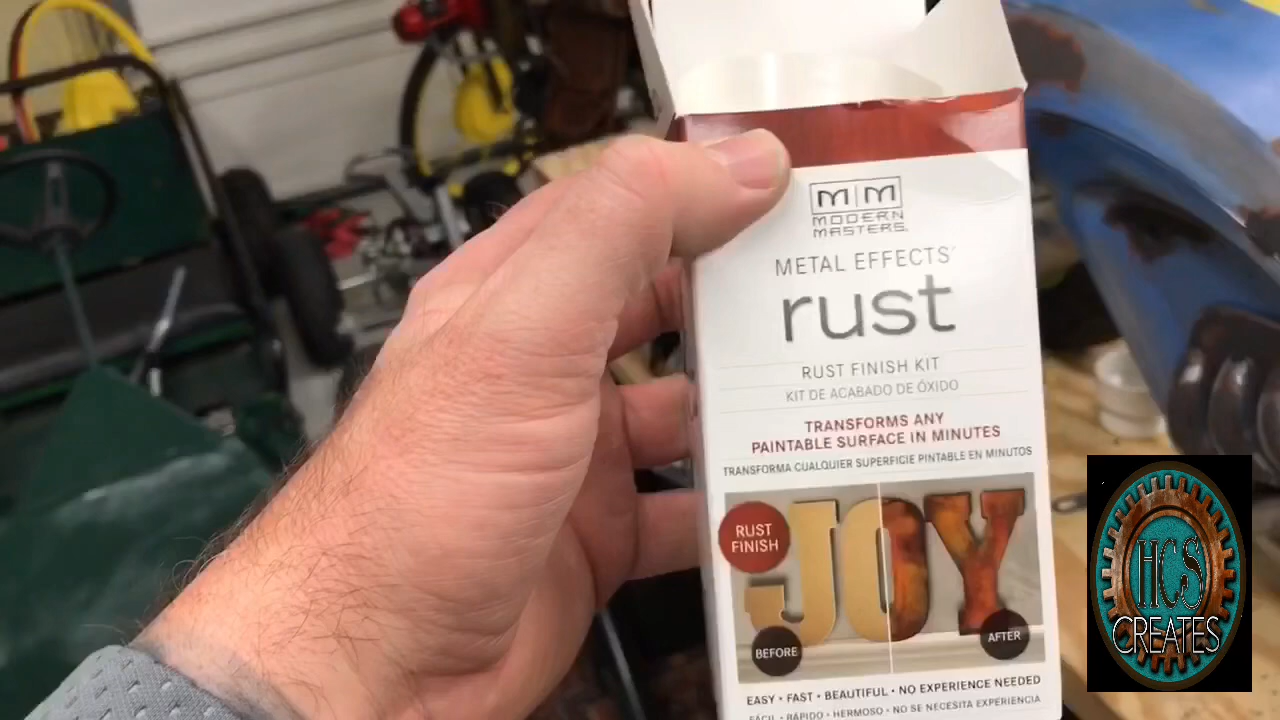 M|M
MODERN
MASTERS
METAL EFFECTS
rust
RUST FINISH KIT
KIT DE ACABADO DE ÓXIDO
TRANSFORMS ANY
PAINTABLE SURFACE IN MINUTES
TRANSFORMA CUALQUIER SUPERFICIE PINTABLE EN MINUTOS
RUST
FINISH
JOY
BEFORE
AFTER
EASY • FAST • BEAUTIFUL • NO EXPERIENCE NEEDED
FÁCIL • RÁPIDO • HERMOSO • NO SE NECESITA EXPERIENCIA
HCS
CREATES